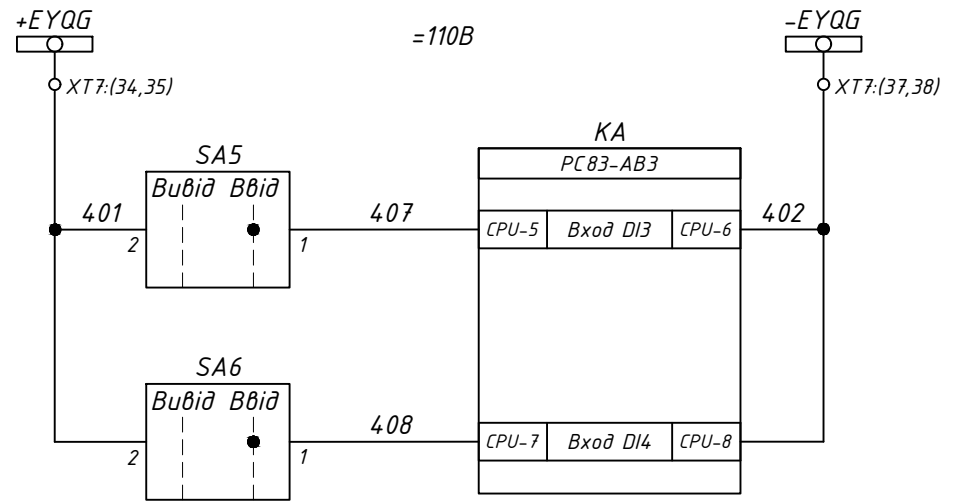 +EYQG
=110В
-EYQG
XT7:(34,35)
XT7:(37,38)
KA
РС83-АВ3
SA5
Вивід Ввід
401
2
1
407
CPU-5 Вход DI3 CPU-6
402
SA6
Вивід Ввід
2
1
408
CPU-7 Вход DI4 CPU-8